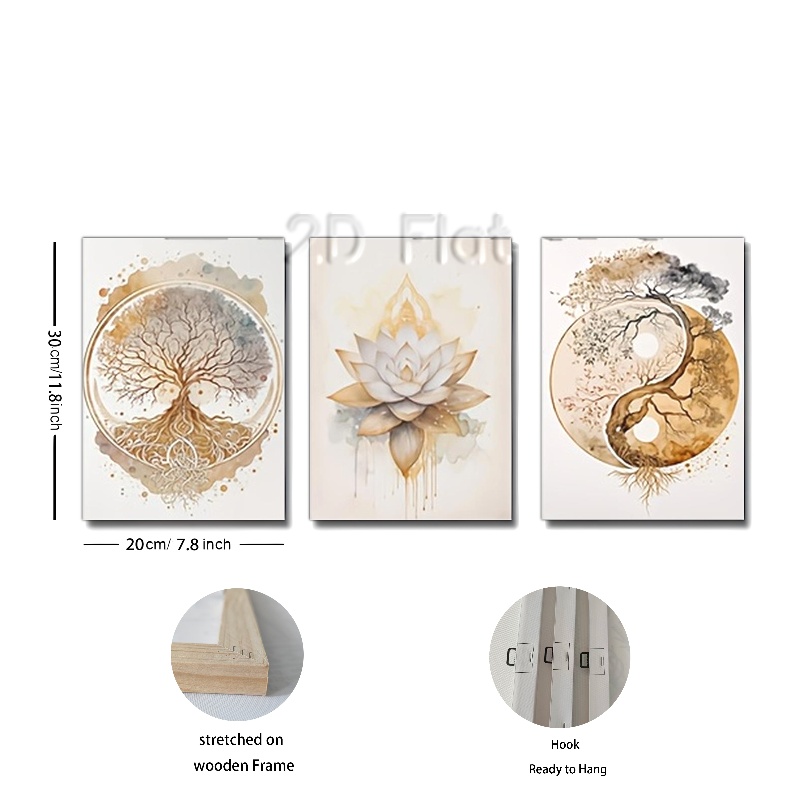 2D Flat
30cm/11.8inch
20cm/ 7.8 inch
stretched on
wooden Frame
Hook
Ready to Hang